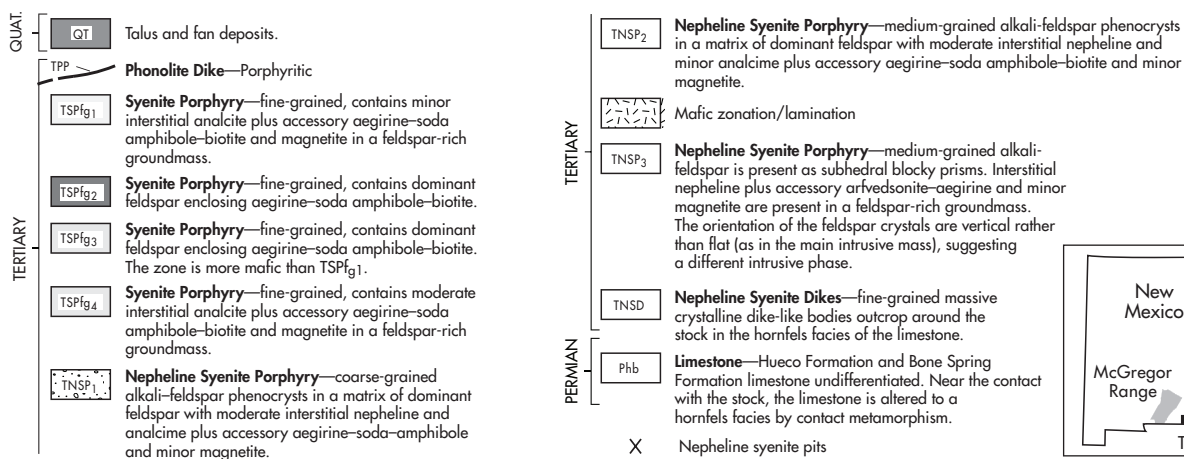 QUAT.
QT
Talus and fan deposits.
TERTIARY
TPP
Phonolite Dike—Porphyritic
TSPfg1
Syenite Porphyry—fine-grained, contains minor
interstitial analcite plus accessory aegirine–soda
amphibole–biotite and magnetite in a feldspar-rich
groundmass.
TSPfg2
Syenite Porphyry—fine-grained, contains dominant
feldspar enclosing aegirine–soda amphibole–biotite.
TSPfg3
Syenite Porphyry—fine-grained, contains dominant
feldspar enclosing aegirine–soda amphibole–biotite.
The zone is more mafic than TSPfg1.
TSPfg4
Syenite Porphyry—fine-grained, contains moderate
interstitial analcite plus accessory aegirine–soda
amphibole–biotite and magnetite in a feldspar-rich
groundmass.
TNSP1
Nepheline Syenite Porphyry—coarse-grained
alkali–feldspar phenocrysts in a matrix of dominant
feldspar with moderate interstitial nepheline and
analcime plus accessory aegirine–soda–amphibole
and minor magnetite.
TERTIARY
TNSP2
Nepheline Syenite Porphyry—medium-grained alkali-feldspar phenocrysts
in a matrix of dominant feldspar with moderate interstitial nepheline and
minor analcime plus accessory aegirine–soda amphibole–biotite and minor
magnetite.
Mafic zonation/lamination
TNSP3
Nepheline Syenite Porphyry—medium-grained alkali-
feldspar is present as subhedral blocky prisms. Interstitial
nepheline plus accessory arfvedsonite–aegirine and minor
magnetite are present in a feldspar-rich groundmass.
The orientation of the feldspar crystals are vertical rather
than flat (as in the main intrusive mass), suggesting
a different intrusive phase.
TNSD
Nepheline Syenite Dikes—fine-grained massive
crystalline dike-like bodies outcrop around the
stock in the hornfels facies of the limestone.
PERMIAN
Phb
Limestone—Hueco Formation and Bone Spring
Formation limestone undifferentiated. Near the contact
with the stock, the limestone is altered to a
hornfels facies by contact metamorphism.
X
Nepheline syenite pits
New
Mexico
McGregor
Range